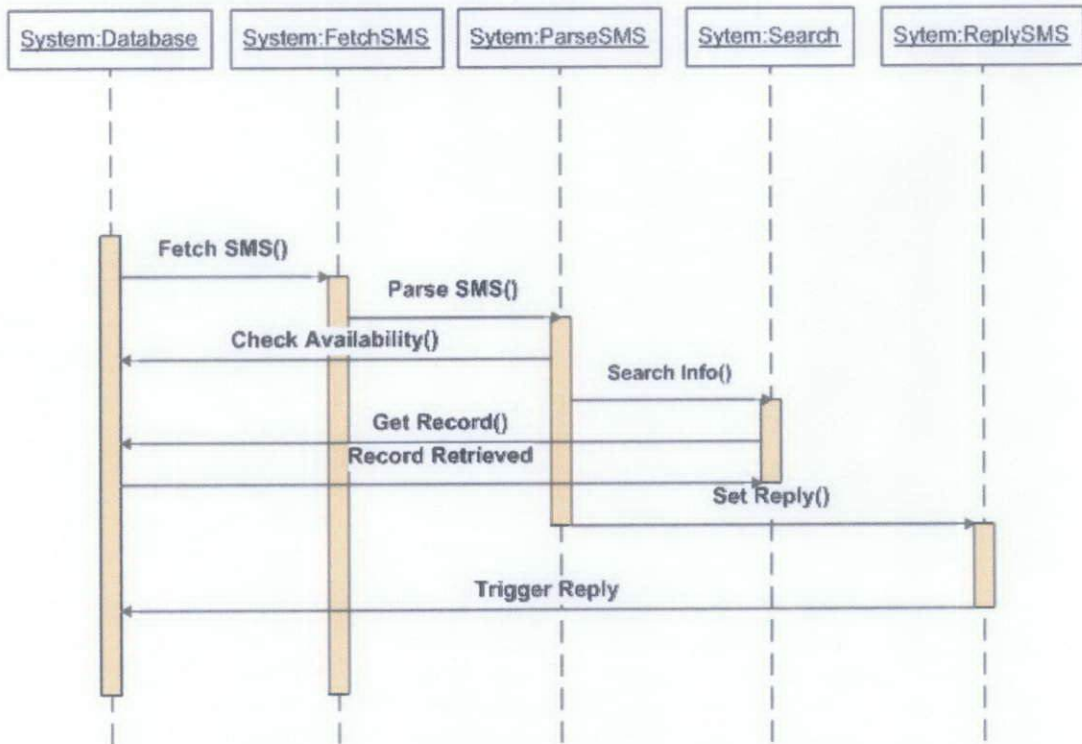 System:Database
System:FetchSMS
Sytem:ParseSMS
Sytem:Search
Sytem:ReplySMS
Fetch SMS()
Parse SMS()
Check Availability()
Search Info()
Get Record()
Record Retrieved
Set Reply()
Trigger Reply